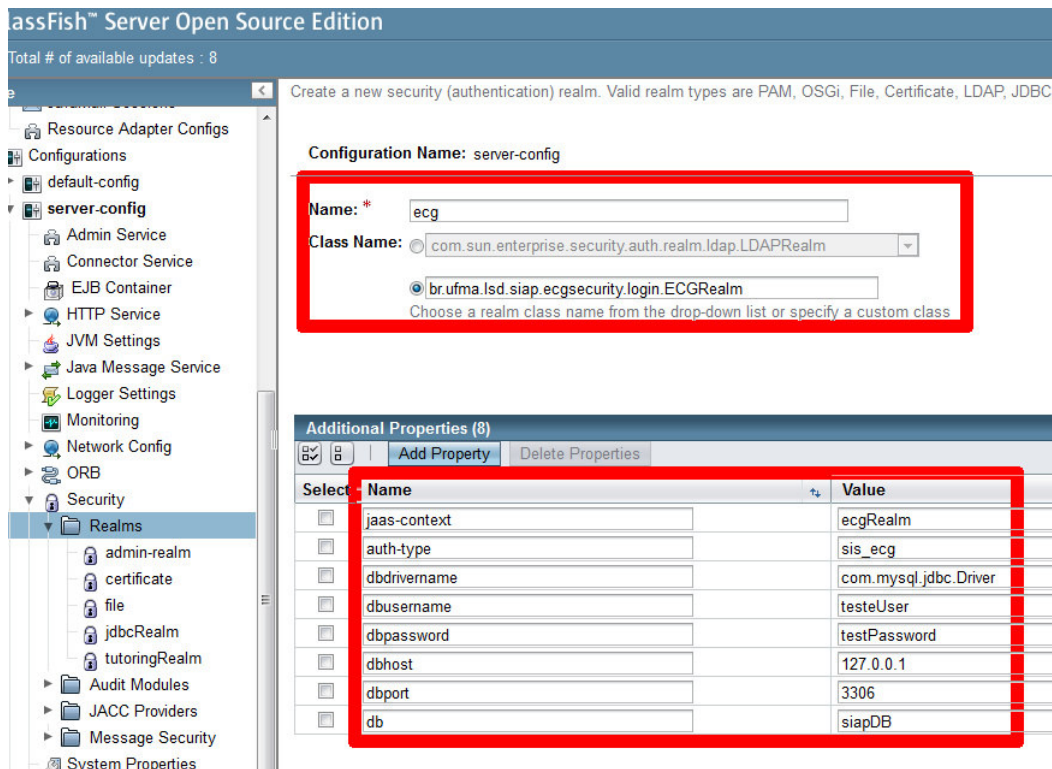 lassFish™ Server Open Source Edition
Total # of available updates : 8
e
Resource Adapter Configs
Configurations
default-config
server-config
Admin Service
Connector Service
EJB Container
HTTP Service
JVM Settings
Java Message Service
Logger Settings
Monitoring
Network Config
ORB
Security
Realms
admin-realm
certificate
file
jdbcRealm
tutoringRealm
Audit Modules
JACC Providers
Message Security
System Properties
Create a new security (authentication) realm. Valid realm types are PAM, OSGi, File, Certificate, LDAP, JDBC
Configuration Name: server-config
Name: * ecg
Class Name: com.sun.enterprise.security.auth.realm.ldap.LDAPRealm
br.ufma.lsd.siap.ecgsecurity.login.ECGRealm
Choose a realm class name from the drop-down list or specify a custom class
Additional Properties (8)
Add Property Delete Properties
Select Name Value
jaas-context ecgRealm
auth-type sis_ecg
dbdrivername com.mysql.jdbc.Driver
dbusername testeUser
dbpassword testPassword
dbhost 127.0.0.1
dbport 3306
db siapDB